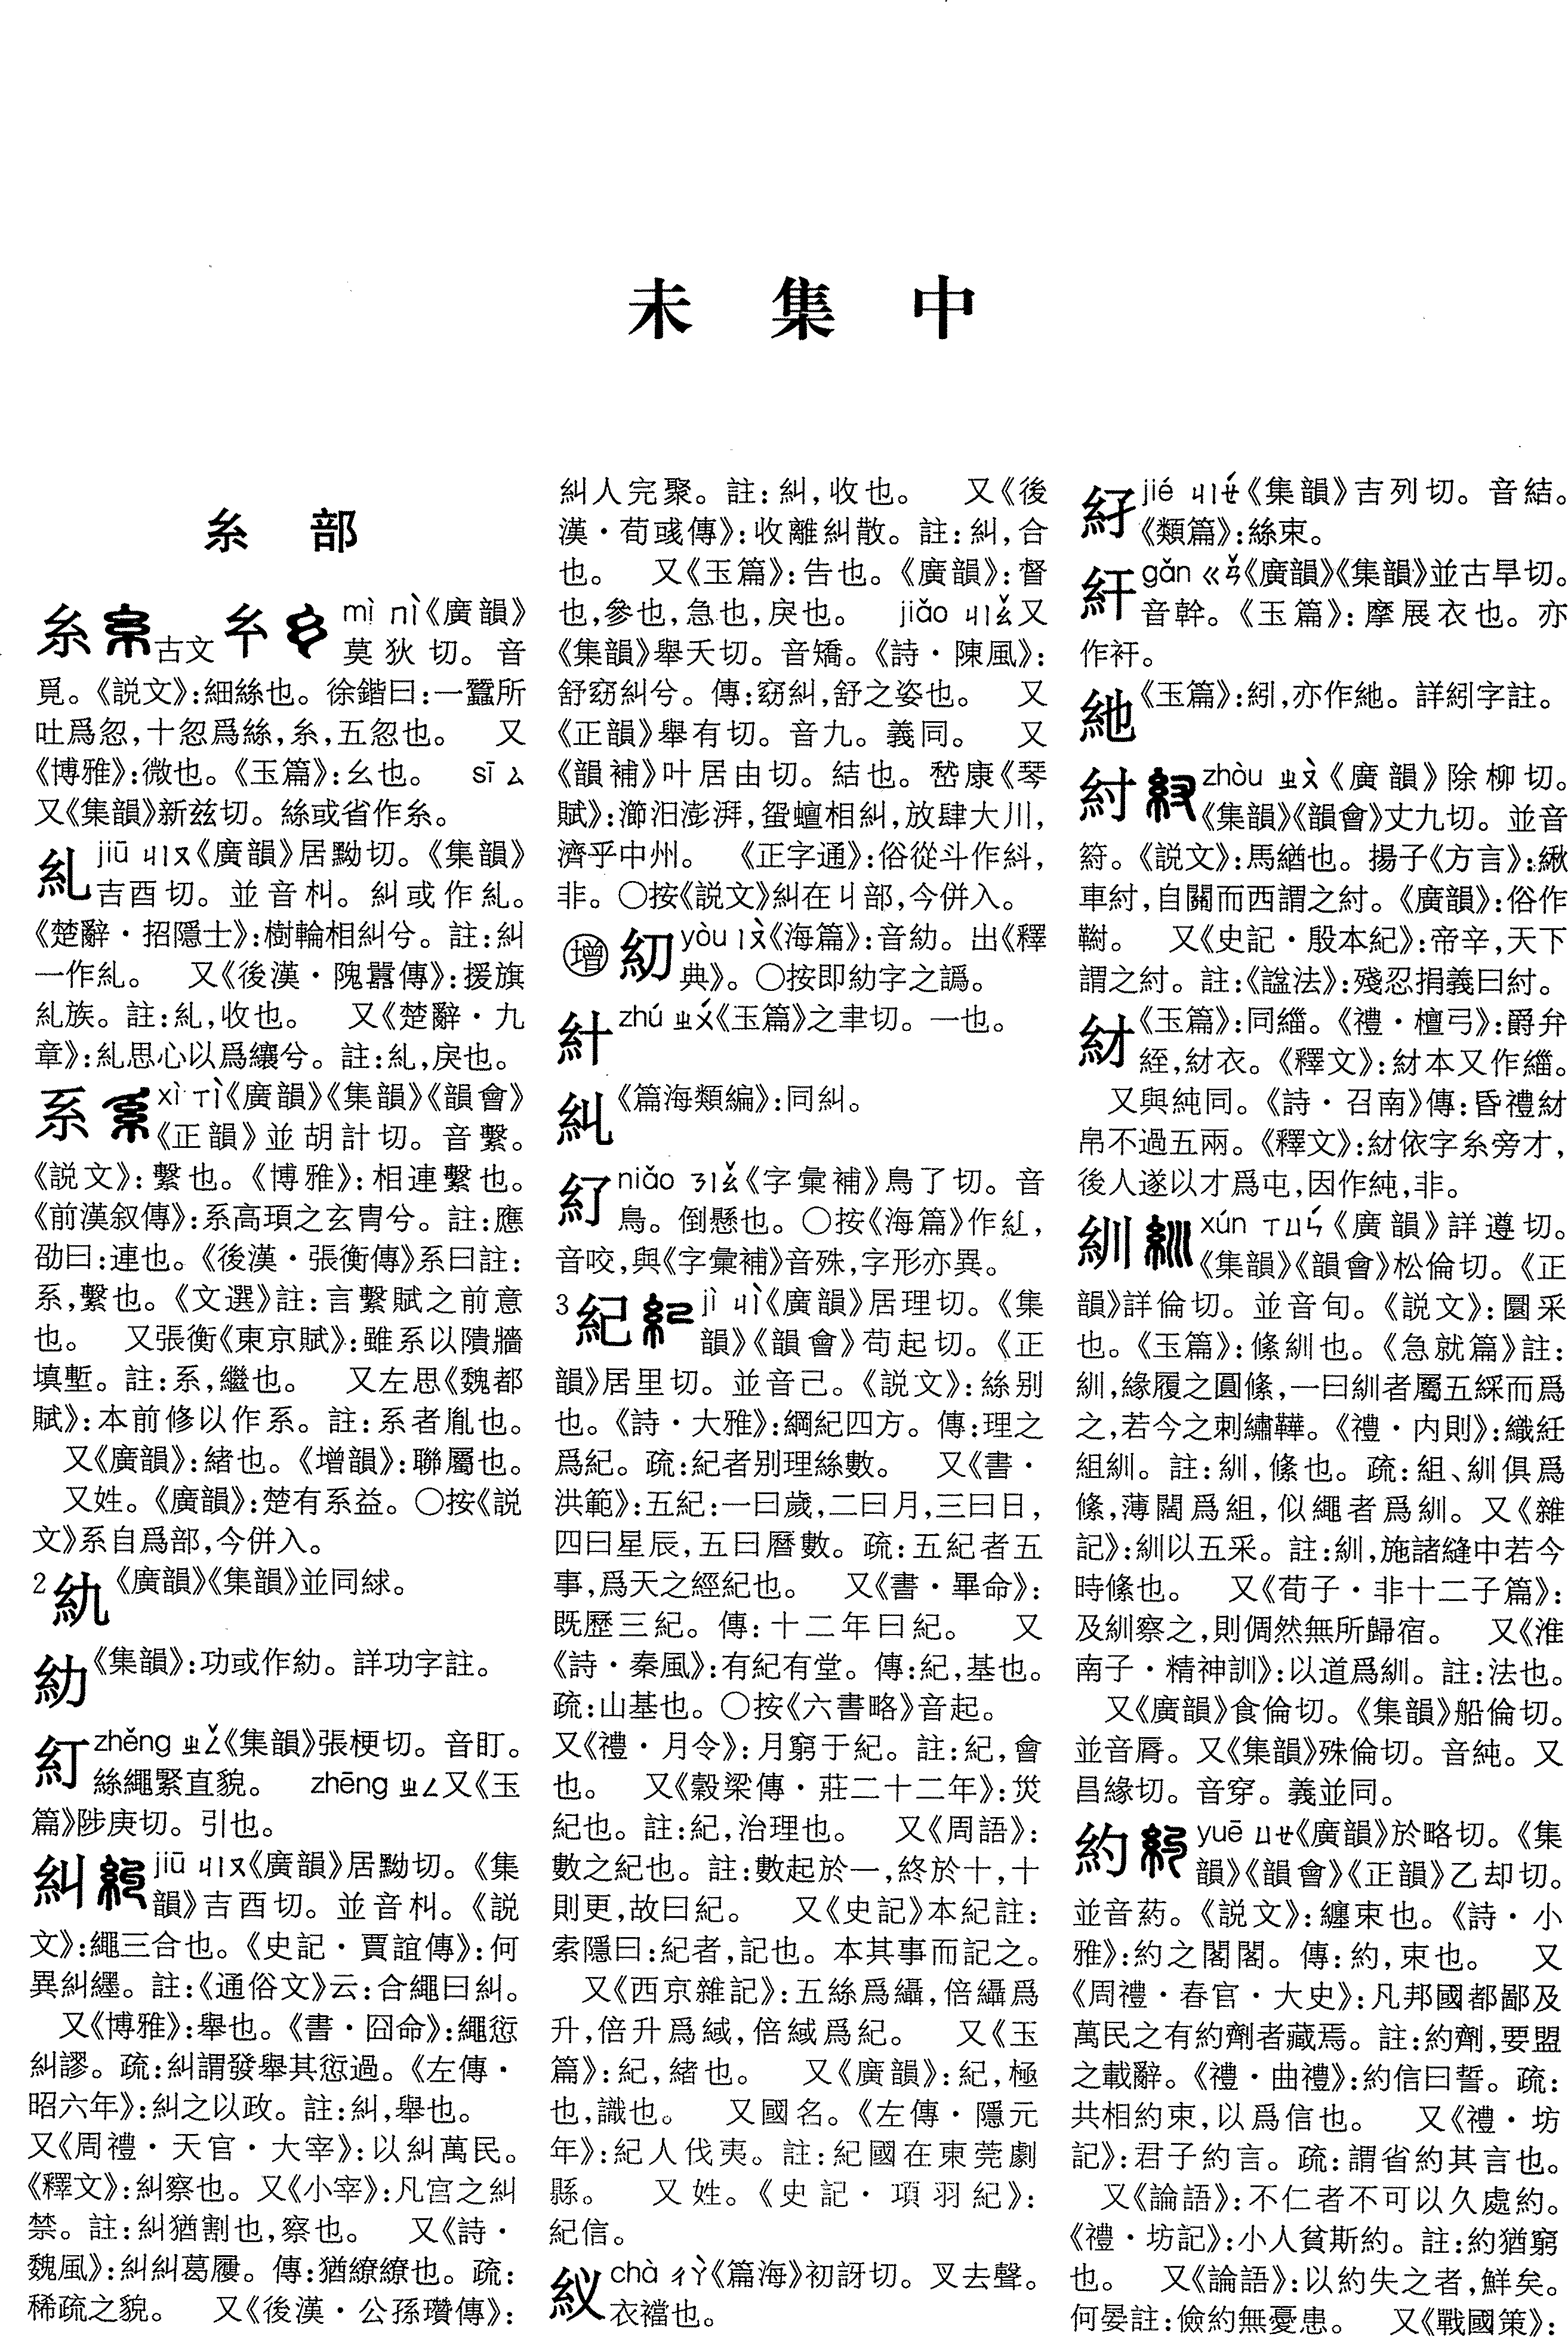 未集中
糸部
糸 古文 mì ㄇㄧˋ《廣韻》
莫狄切。音
覓。《説文》:細絲也。徐鍇曰:一蠶所
吐爲忽,十忽爲絲,糸,五忽也。 又
《博雅》:微也。《玉篇》:幺也。 sī ㄙ
又《集韻》新兹切。絲或省作糸。
糺 jiū ㄐㄧㄡ《廣韻》居黝切。《集韻》
吉酉切。並音朻。糾或作糺。
《楚辭·招隱士》:樹輪相糾兮。註:糾
一作糺。 又《後漢·隗囂傳》:援旗
糺族。註:糺,收也。 又《楚辭·九
章》:糺思心以爲纕兮。註:糺,戾也。
系 xì ㄒㄧˋ《廣韻》《集韻》《韻會》
《正韻》並胡計切。音繫。
《説文》:繫也。《博雅》:相連繫也。
《前漢叙傳》:系高頊之玄冑兮。註:應
劭曰:連也。《後漢·張衡傳》系曰註:
系,繫也。《文選》註:言繫賦之前意
也。 又張衡《東京賦》:雖系以隤牆
填壍。註:系,繼也。 又左思《魏都
賦》:本前修以作系。註:系者胤也。
又《廣韻》:緒也。《增韻》:聯屬也。
又姓。《廣韻》:楚有系益。○按《説
文》系自爲部,今併入。
2 糿《廣韻》《集韻》並同絿。
《集韻》:功或作糼。詳功字註。
糽 zhěng ㄓㄥˇ《集韻》張梗切。音盯。
絲繩緊直貌。 zhēng ㄓㄥ又《玉
篇》陟庚切。引也。
糾 jiū ㄐㄧㄡ《廣韻》居黝切。《集
韻》吉酉切。並音朻。《説
文》:繩三合也。《史記·賈誼傳》:何
異糾纆。註:《通俗文》云:合繩曰糾。
又《博雅》:舉也。《書·冏命》:繩愆
糾謬。疏:糾謂發舉其愆過。《左傳·
昭六年》:糾之以政。註:糾,舉也。
又《周禮·天官·大宰》:以糾萬民。
《釋文》:糾察也。又《小宰》:凡宫之糾
禁。註:糾猶割也,察也。 又《詩·
魏風》:糾糾葛屨。傳:猶繚繚也。疏:
稀疏之貌。 又《後漢·公孫瓚傳》:
糾人完聚。註:糾,收也。 又《後
漢·荀彧傳》:收離糾散。註:糾,合
也。 又《玉篇》:告也。《廣韻》:督
也,參也,急也,戾也。 jiǎo ㄐㄧㄠˇ又
《集韻》舉夭切。音矯。《詩·陳風》:
舒窈糾兮。傳:窈糾,舒之姿也。 又
《正韻》舉有切。音九。義同。 又
《韻補》叶居由切。結也。嵆康《琴
賦》:瀄汩澎湃,蛩蟺相糾,放肆大川,
濟乎中州。 《正字通》:俗從斗作紏,
非。○按《説文》糾在丩部,今併入。
增 糼 yòu ㄧㄡˋ《海篇》:音幼。出《釋
典》。○按即幼字之譌。
zhú ㄓㄨˊ《玉篇》之聿切。一也。
《篇海類編》:同糾。
niǎo ㄋㄧㄠˇ《字彙補》鳥了切。音
鳥。倒懸也。○按《海篇》作糺,
音咬,與《字彙補》音殊,字形亦異。
3 紀 jì ㄐㄧˋ《廣韻》居理切。《集
韻》《韻會》苟起切。《正
韻》居里切。並音己。《説文》:絲别
也。《詩·大雅》:綱紀四方。傳:理之
爲紀。疏:紀者别理絲數。 又《書·
洪範》:五紀:一曰歲,二曰月,三曰日,
四曰星辰,五曰曆數。疏:五紀者五
事,爲天之經紀也。 又《書·畢命》:
既歷三紀。傳:十二年曰紀。 又
《詩·秦風》:有紀有堂。傳:紀,基也。
疏:山基也。○按《六書略》音起。
又《禮·月令》:月窮于紀。註:紀,會
也。 又《穀梁傳·莊二十二年》:災
紀也。註:紀,治理也。 又《周語》:
數之紀也。註:數起於一,終於十,十
則更,故曰紀。 又《史記》本紀註:
索隱曰:紀者,記也。本其事而記之。
又《西京雜記》:五絲爲䌰,倍䌰爲
升,倍升爲緎,倍緎爲紀。 又《玉
篇》:紀,緒也。 又《廣韻》:紀,極
也,識也。 又國名。《左傳·隱元
年》:紀人伐夷。註:紀國在東莞劇
縣。 又姓。《史記·項羽紀》:
紀信。
chà ㄔㄚˋ《篇海》初訝切。叉去聲。
衣襠也。
jié ㄐㄧㄝˊ《集韻》吉列切。音結。
《類篇》:絲束。
gǎn ㄍㄢˇ《廣韻》《集韻》並古旱切。
音幹。《玉篇》:摩展衣也。亦
作衦。
《玉篇》:紖,亦作紦。詳紖字註。
紂 zhòu ㄓㄡˋ《廣韻》除柳切。
《集韻》《韻會》丈九切。並音
葤。《説文》:馬緧也。揚子《方言》:緧
車紂,自關而西謂之紂。《廣韻》:俗作
䩜。 又《史記·殷本紀》:帝辛,天下
謂之紂。註:《諡法》:殘忍捐義曰紂。
《玉篇》:同緇。《禮·檀弓》:爵弁
絰,紂衣。《釋文》:紂本又作緇。
又與純同。《詩·召南》傳:昏禮紂
帛不過五兩。《釋文》:紂依字糸旁才,
後人遂以才爲屯,因作純,非。
紃 xún ㄒㄩㄣˊ《廣韻》詳遵切。
《集韻》《韻會》松倫切。《正
韻》詳倫切。並音旬。《説文》:圜采
也。《玉篇》:絛紃也。《急就篇》註:
紃,緣履之圓絛,一曰紃者屬五綵而爲
之,若今之刺繡鞾。《禮·内則》:織紝
組紃。註:紃,絛也。疏:組、紃俱爲
絛,薄闊爲組,似繩者爲紃。又《雜
記》:紃以五采。註:紃,施諸縫中若今
時絛也。 又《荀子·非十二子篇》:
及紃察之,則倜然無所歸宿。 又《淮
南子·精神訓》:以道爲紃。註:法也。
又《廣韻》食倫切。《集韻》船倫切。
並音脣。又《集韻》殊倫切。音純。又
昌緣切。音穿。義並同。
約 yuē ㄩㄝ《廣韻》於略切。《集
韻》《韻會》《正韻》乙却切。
並音葯。《説文》:纏束也。《詩·小
雅》:約之閣閣。傳:約,束也。 又
《周禮·春官·大史》:凡邦國都鄙及
萬民之有約劑者藏焉。註:約劑,要盟
之載辭。《禮·曲禮》:約信曰誓。疏:
共相約束,以爲信也。 又《禮·坊
記》:君子約言。疏:謂省約其言也。
又《論語》:不仁者不可以久處約。
《禮·坊記》:小人貧斯約。註:約猶窮
也。 又《論語》:以約失之者,鮮矣。
何晏註:儉約無憂患。 又《戰國策》: